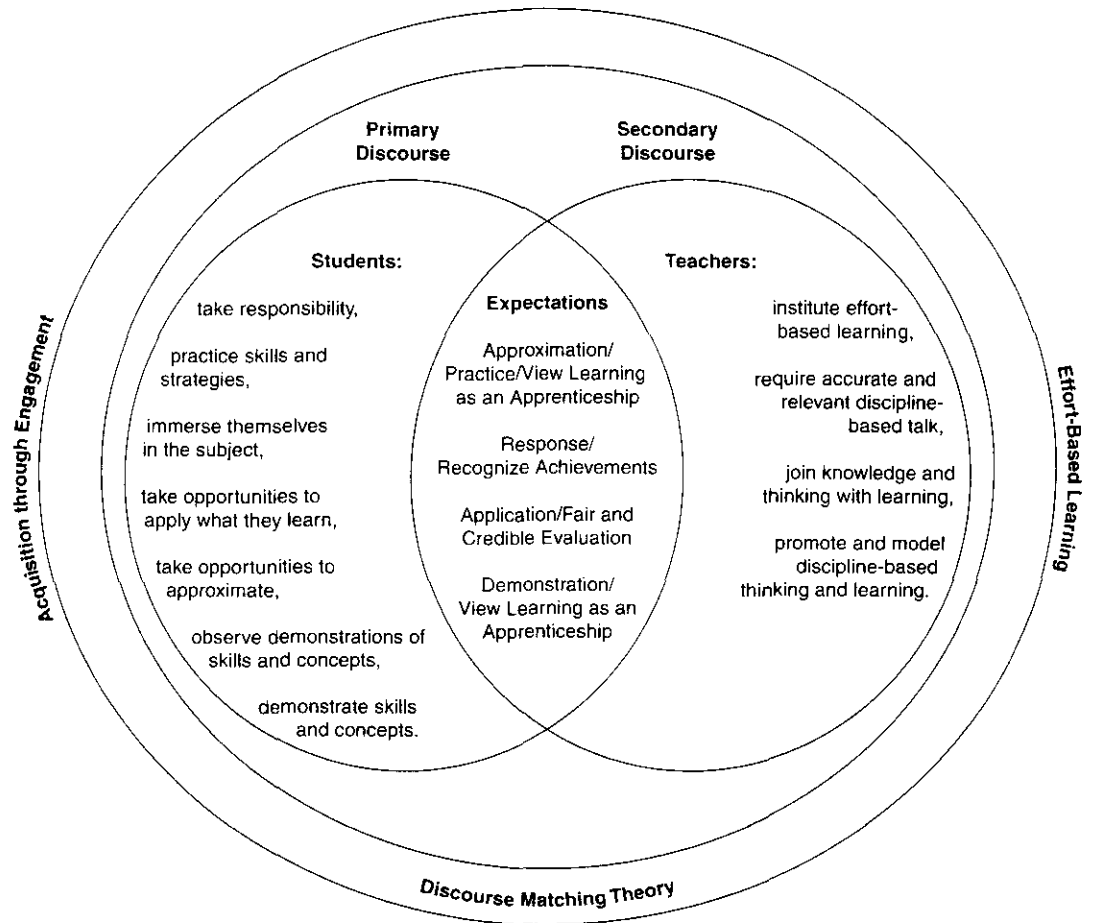 Primary
Discourse
Secondary
Discourse
Students:
take responsibility,
practice skills and
strategies,
immerse themselves
in the subject,
take opportunities to
apply what they learn,
take opportunities to
approximate,
observe demonstrations of
skills and concepts,
demonstrate skills
and concepts.
Expectations
Approximation/
Practice/View Learning
as an Apprenticeship
Response/
Recognize Achievements
Application/Fair and
Credible Evaluation
Demonstration/
View Learning as an
Apprenticeship
Teachers:
institute effort-
based learning,
require accurate and
relevant discipline-
based talk,
join knowledge and
thinking with learning,
promote and model
discipline-based
thinking and learning.
Acquisition through Engagement
Effort-Based Learning
Discourse Matching Theory